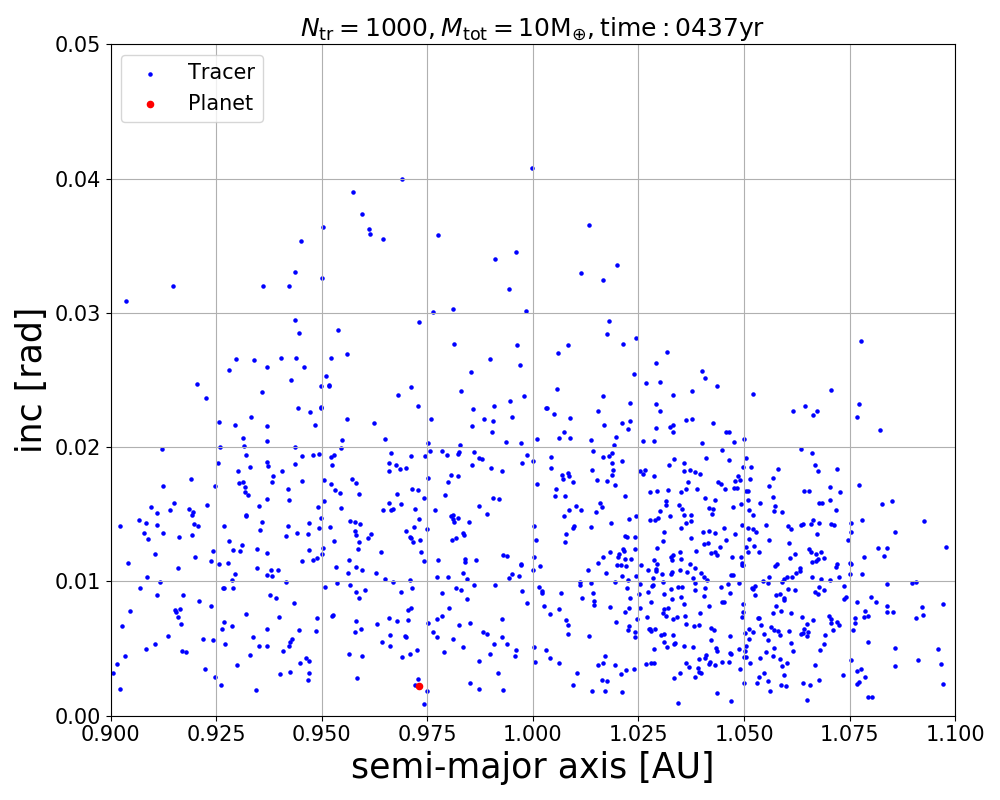 N_tr = 1000, M_tot = 10M_⊕, time : 0437yr
0.05
Tracer
Planet
0.04
0.03
inc [rad]
0.02
0.01
0.00
0.900 0.925 0.950 0.975 1.000 1.025 1.050 1.075 1.100
semi-major axis [AU]